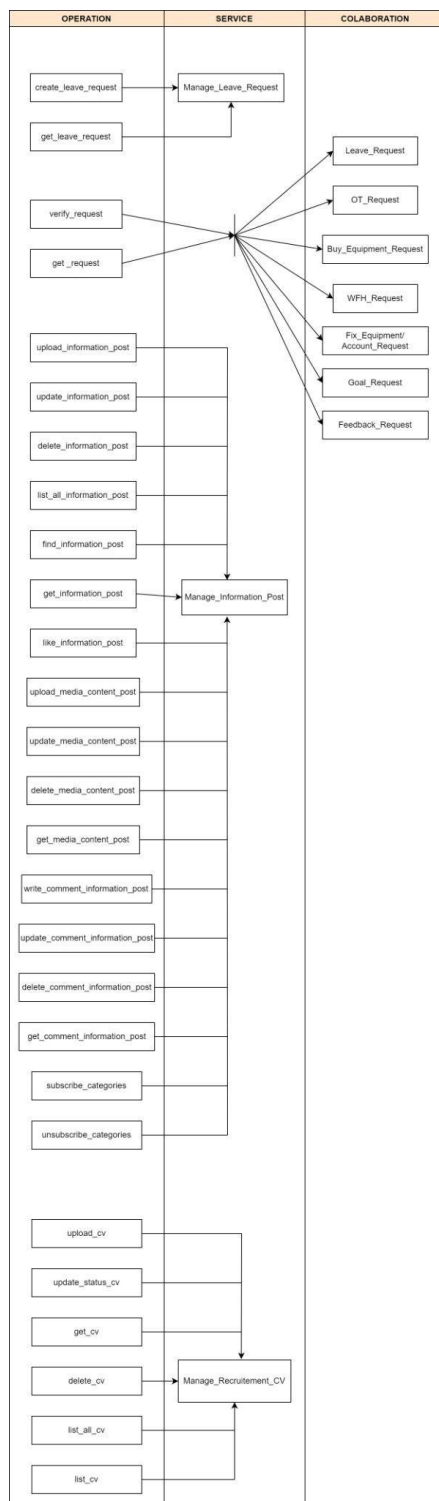 OPERATION
SERVICE
COLABORATION
create_leave_request
Manage_Leave_Request
get_leave_request
Leave_Request
OT_Request
verify_request
Buy_Equipment_Request
get _request
WFH_Request
Fix_Equipment/
Account_Request
upload_information_post
Goal_Request
update_information_post
Feedback_Request
delete_information_post
list_all_information_post
find_information_post
get_information_post
Manage_Information_Post
like_information_post
upload_media_content_post
update_media_content_post
delete_media_content_post
get_media_content_post
write_comment_information_post
update_comment_information_post
delete_comment_information_post
get_comment_information_post
subscribe_categories
unsubscribe_categories
upload_cv
update_status_cv
get_cv
delete_cv
Manage_Recruitement_CV
list_all_cv
list_cv